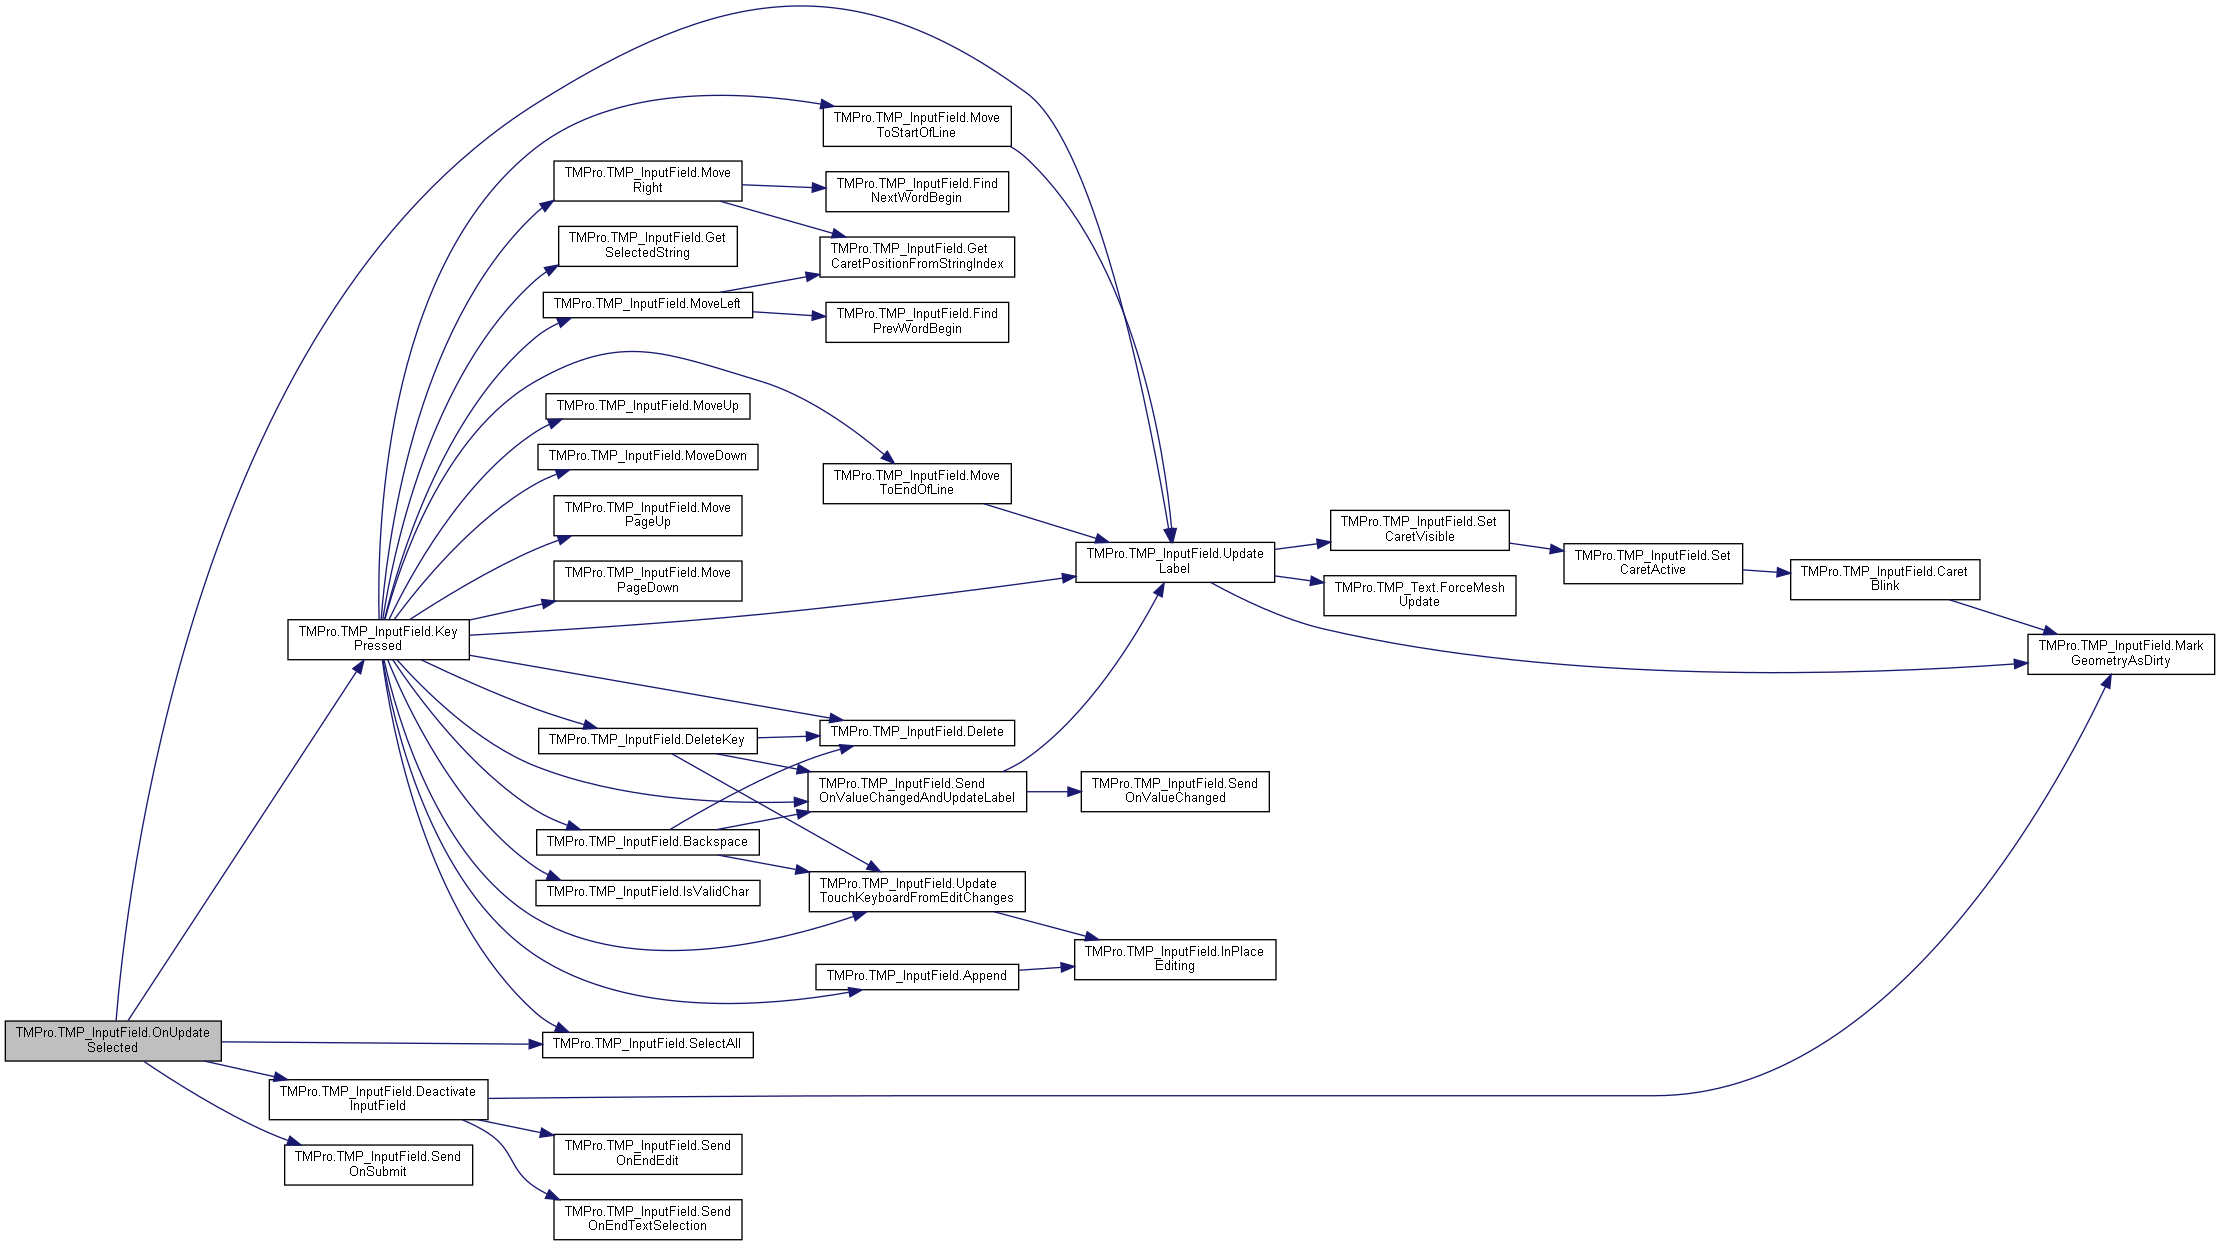 TMPro.TMP_InputField.Move
ToStartOfLine
TMPro.TMP_InputField.Move
Right
TMPro.TMP_InputField.Find
NextWordBegin
TMPro.TMP_InputField.Get
SelectedString
TMPro.TMP_InputField.Get
CaretPositionFromStringIndex
TMPro.TMP_InputField.MoveLeft
TMPro.TMP_InputField.Find
PrevWordBegin
TMPro.TMP_InputField.MoveUp
TMPro.TMP_InputField.MoveDown
TMPro.TMP_InputField.Move
ToEndOfLine
TMPro.TMP_InputField.Move
PageUp
TMPro.TMP_InputField.Set
CaretVisible
TMPro.TMP_InputField.Update
Label
TMPro.TMP_InputField.Set
CaretActive
TMPro.TMP_InputField.Caret
Blink
TMPro.TMP_InputField.Move
PageDown
TMPro.TMP_Text.ForceMesh
Update
TMPro.TMP_InputField.Key
Pressed
TMPro.TMP_InputField.Mark
GeometryAsDirty
TMPro.TMP_InputField.Delete
TMPro.TMP_InputField.DeleteKey
TMPro.TMP_InputField.Send
OnValueChangedAndUpdateLabel
TMPro.TMP_InputField.Send
OnValueChanged
TMPro.TMP_InputField.Backspace
TMPro.TMP_InputField.IsValidChar
TMPro.TMP_InputField.Update
TouchKeyboardFromEditChanges
TMPro.TMP_InputField.InPlace
Editing
TMPro.TMP_InputField.Append
TMPro.TMP_InputField.OnUpdate
Selected
TMPro.TMP_InputField.SelectAll
TMPro.TMP_InputField.Deactivate
InputField
TMPro.TMP_InputField.Send
OnEndEdit
TMPro.TMP_InputField.Send
OnSubmit
TMPro.TMP_InputField.Send
OnEndTextSelection